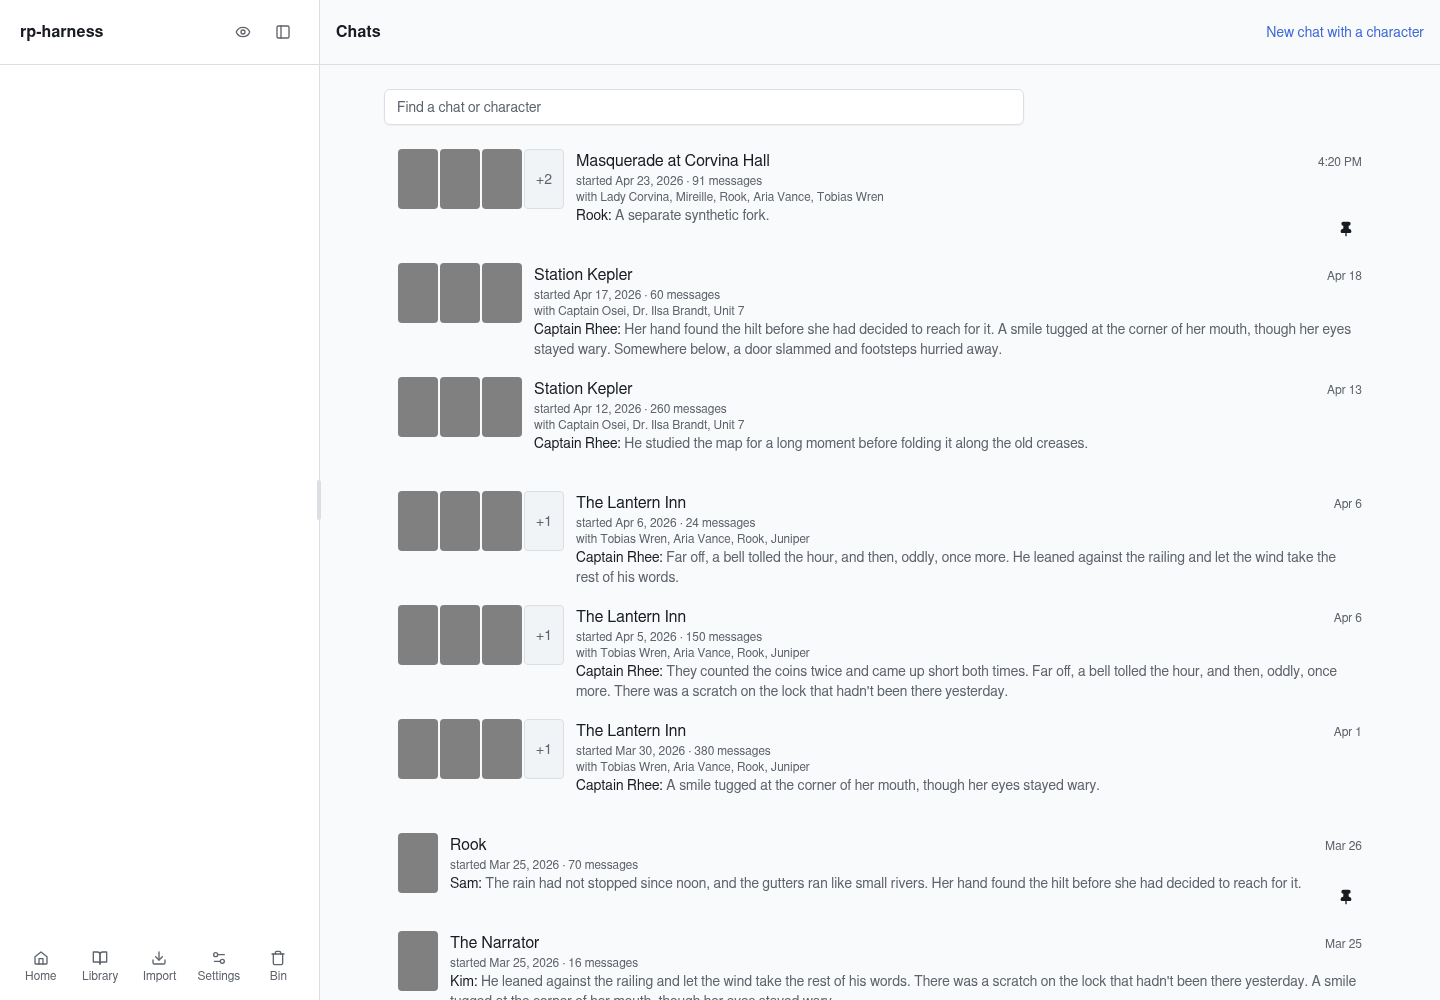 rp-harness
Chats
New chat with a character
Find a chat or character
+2
Masquerade at Corvina Hall
4:20 PM
started Apr 23, 2026 · 91 messages
with Lady Corvina, Mireille, Rook, Aria Vance, Tobias Wren
Rook: A separate synthetic fork.
Station Kepler
Apr 18
started Apr 17, 2026 · 60 messages
with Captain Osei, Dr. Ilsa Brandt, Unit 7
Captain Rhee: Her hand found the hilt before she had decided to reach for it. A smile tugged at the corner of her mouth, though her eyes
stayed wary. Somewhere below, a door slammed and footsteps hurried away.
Station Kepler
Apr 13
started Apr 12, 2026 · 260 messages
with Captain Osei, Dr. Ilsa Brandt, Unit 7
Captain Rhee: He studied the map for a long moment before folding it along the old creases.
+1
The Lantern Inn
Apr 6
started Apr 6, 2026 · 24 messages
with Tobias Wren, Aria Vance, Rook, Juniper
Captain Rhee: Far off, a bell tolled the hour, and then, oddly, once more. He leaned against the railing and let the wind take the
rest of his words.
+1
The Lantern Inn
Apr 6
started Apr 5, 2026 · 150 messages
with Tobias Wren, Aria Vance, Rook, Juniper
Captain Rhee: They counted the coins twice and came up short both times. Far off, a bell tolled the hour, and then, oddly, once
more. There was a scratch on the lock that hadn't been there yesterday.
+1
The Lantern Inn
Apr 1
started Mar 30, 2026 · 380 messages
with Tobias Wren, Aria Vance, Rook, Juniper
Captain Rhee: A smile tugged at the corner of her mouth, though her eyes stayed wary.
Rook
Mar 26
started Mar 25, 2026 · 70 messages
Sam: The rain had not stopped since noon, and the gutters ran like small rivers. Her hand found the hilt before she had decided to reach for it.
The Narrator
Mar 25
started Mar 25, 2026 · 16 messages
Kim: He leaned against the railing and let the wind take the rest of his words. There was a scratch on the lock that hadn't been there yesterday. A smile
tugged at the corner of her mouth, though her eyes stayed wary.
Home
Library
Import
Settings
Bin